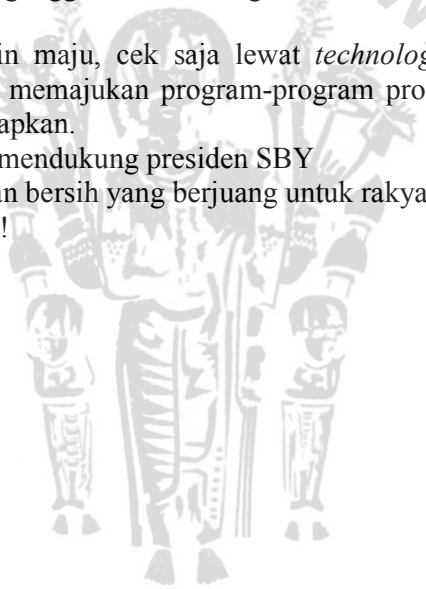 in maju, cek saja lewat technolog
memajukan program-program pro
apkan.
mendukung presiden SBY
an bersih yang berjuang untuk rakya
!